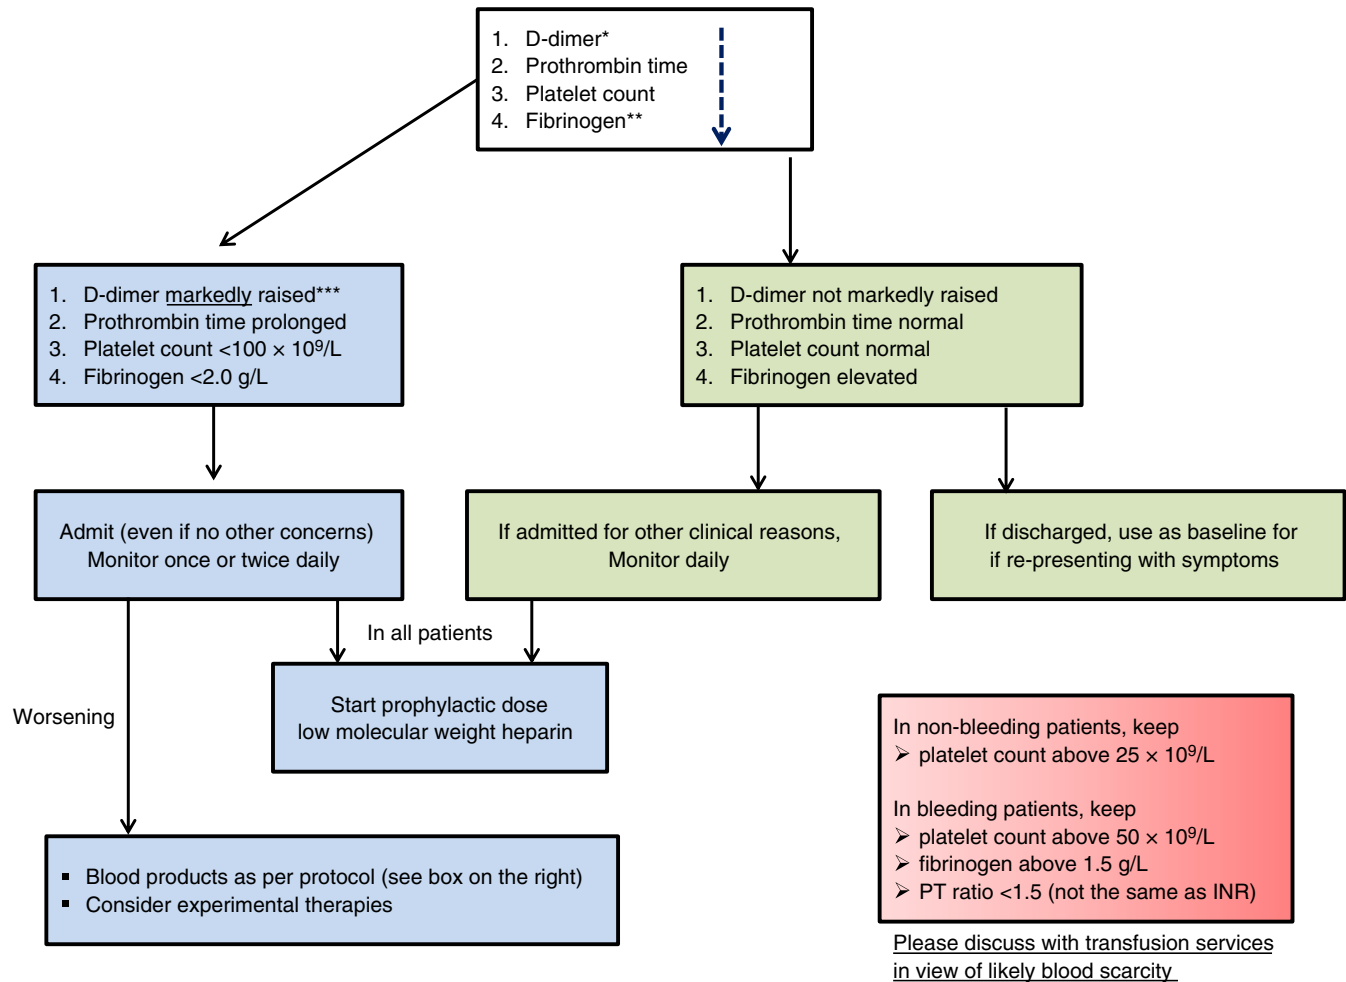 1. D-dimer*
2. Prothrombin time
3. Platelet count
4. Fibrinogen**
1. D-dimer markedly raised***
2. Prothrombin time prolonged
3. Platelet count <100 × 10⁹/L
4. Fibrinogen <2.0 g/L
1. D-dimer not markedly raised
2. Prothrombin time normal
3. Platelet count normal
4. Fibrinogen elevated
Admit (even if no other concerns)
Monitor once or twice daily
If admitted for other clinical reasons,
Monitor daily
If discharged, use as baseline for
if re-presenting with symptoms
In all patients
Worsening
Start prophylactic dose
low molecular weight heparin
In non-bleeding patients, keep
➢ platelet count above 25 × 10⁹/L
In bleeding patients, keep
➢ platelet count above 50 × 10⁹/L
➢ fibrinogen above 1.5 g/L
➢ PT ratio <1.5 (not the same as INR)
▪ Blood products as per protocol (see box on the right)
▪ Consider experimental therapies
Please discuss with transfusion services
in view of likely blood scarcity